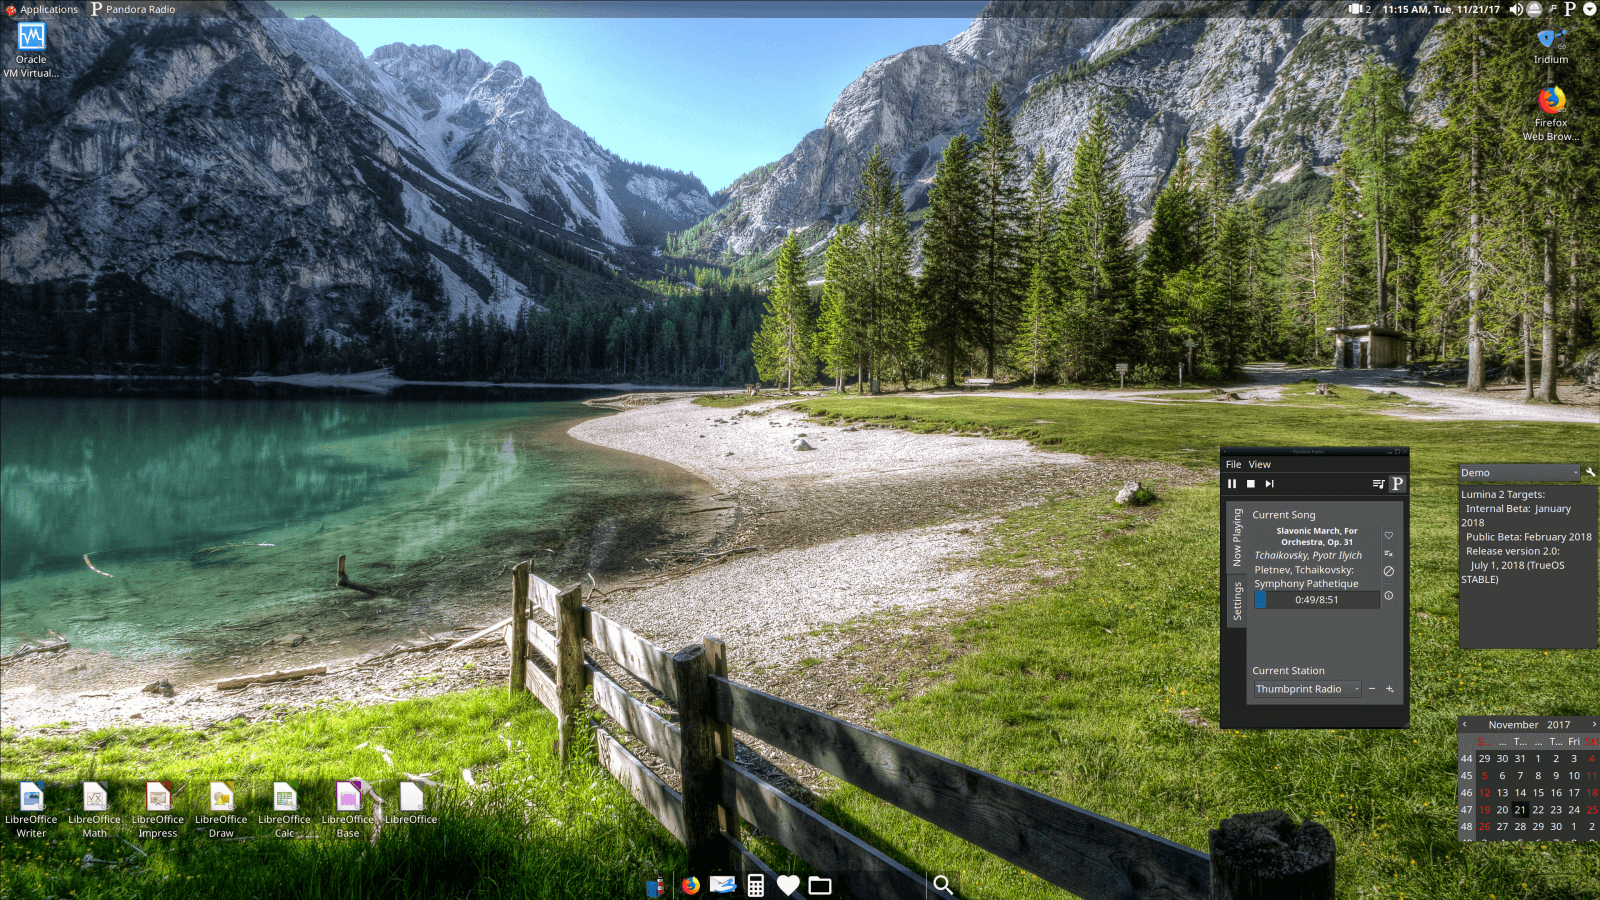 Applications
P Pandora Radio
2
11:15 AM, Tue, 11/21/17
P
Oracle
VM Virtual...
Iridium
Firefox
Web Brow...
Pandora Radio
File View
P
Now Playing
Settings
Current Song
Slavonic March, For
Orchestra, Op. 31
Tchaikovsky, Pyotr Ilyich
Pletnev, Tchaikovsky:
Symphony Pathetique
0:49/8:51
Current Station
Thumbprint Radio
Demo
Lumina 2 Targets:
Internal Beta: January
2018
Public Beta: February 2018
Release version 2.0:
July 1, 2018 (TrueOS
STABLE)
November 2017
S... ... T... ... T... Fri Sa
44 29 30 31 1 2 3 4
45 5 6 7 8 9 10 11
46 12 13 14 15 16 17 18
47 19 20 21 22 23 24 25
48 26 27 28 29 30 1 2
LibreOffice
Writer
LibreOffice
Math
LibreOffice
Impress
LibreOffice
Draw
LibreOffice
Calc
LibreOffice
Base
LibreOffice